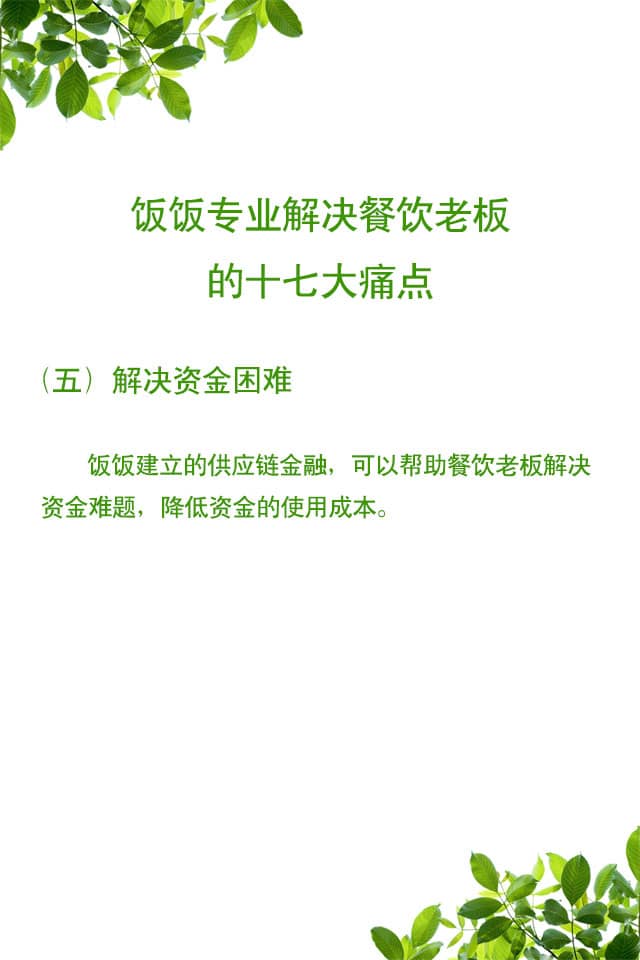 饭饭专业解决餐饮老板
的十七大痛点
（五）解决资金困难
饭饭建立的供应链金融，可以帮助餐饮老板解决
资金难题，降低资金的使用成本。